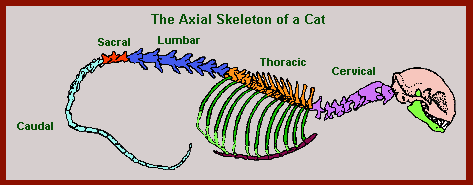 The Axial Skeleton of a Cat
Lumbar
Sacral
Thoracic
Cervical
Caudal